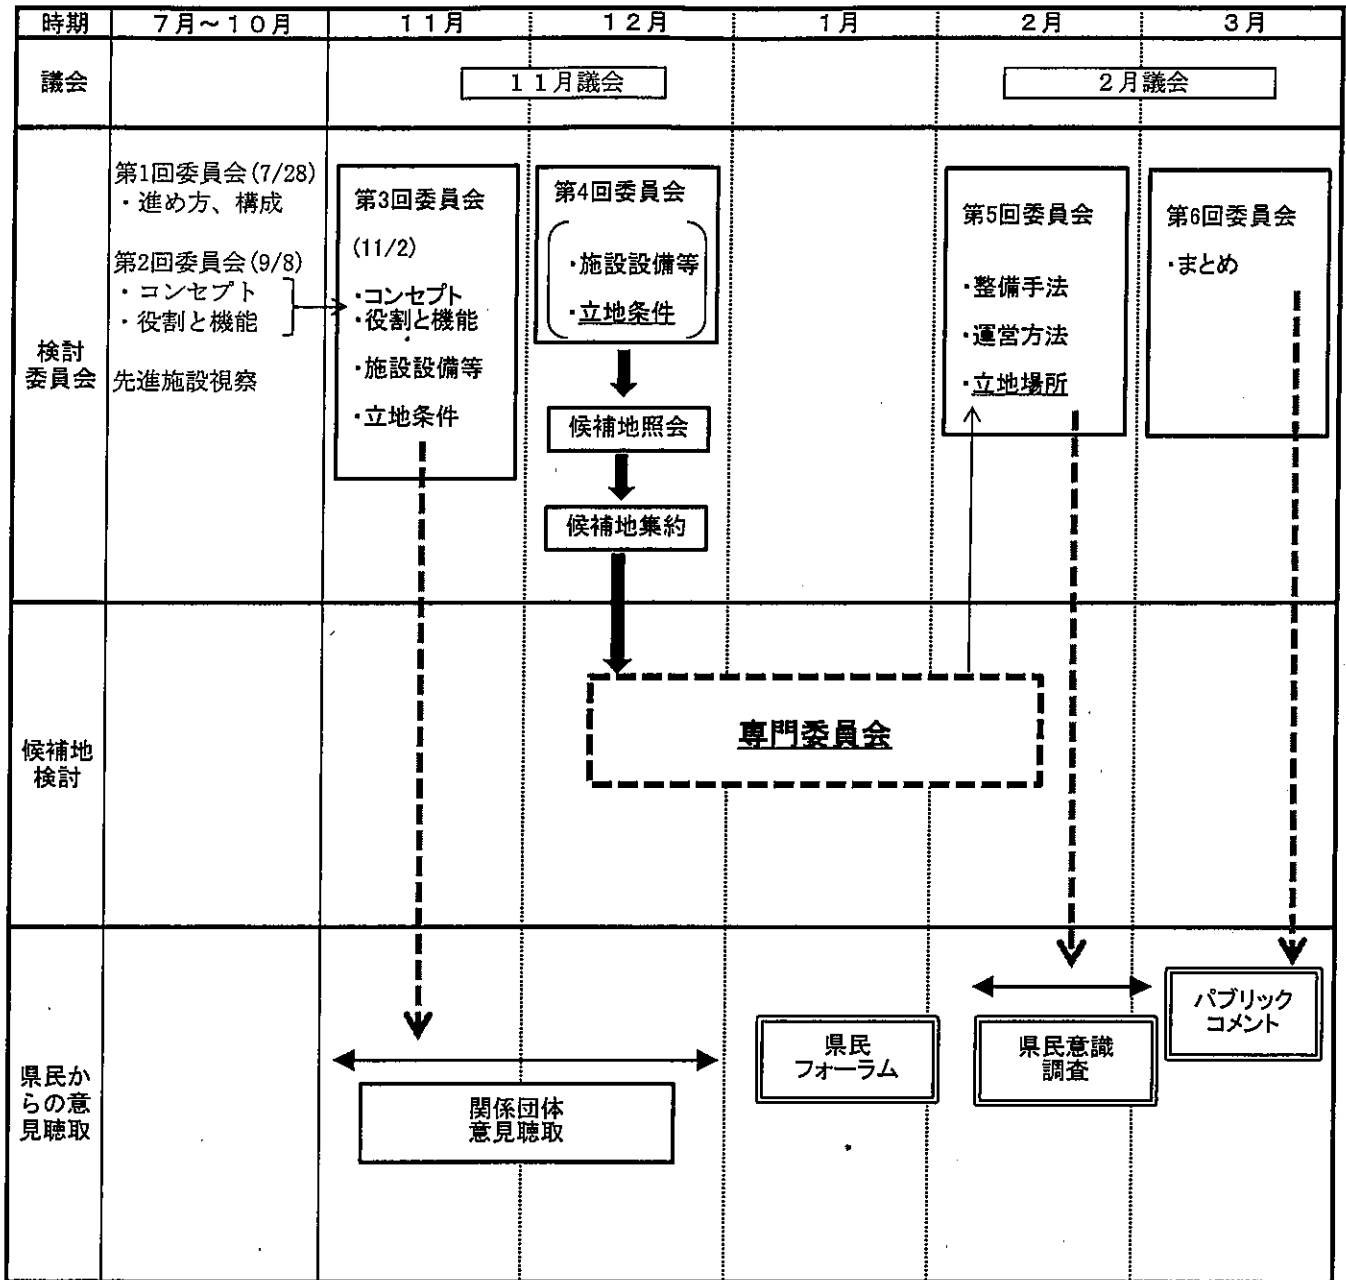 時期
7月～10月
11月
12月
1月
2月
3月
議会
11月議会
2月議会
検討
委員会
第1回委員会(7/28)
・進め方、構成
第2回委員会(9/8)
・コンセプト
・役割と機能
先進施設視察
第3回委員会
(11/2)
・コンセプト
・役割と機能
・施設設備等
・立地条件
第4回委員会
・施設設備等
・立地条件
候補地照会
候補地集約
第5回委員会
・整備手法
・運営方法
・立地場所
第6回委員会
・まとめ
候補地
検討
専門委員会
県民か
らの意
見聴取
関係団体
意見聴取
県民
フォーラム
県民意識
調査
パブリック
コメント